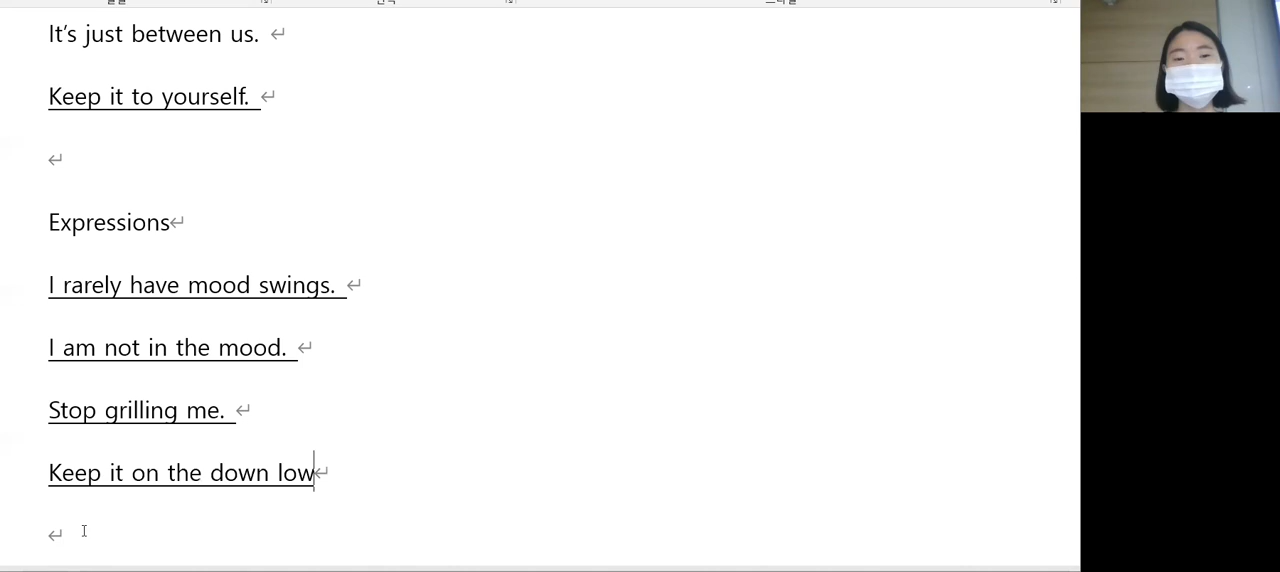 It's just between us.
Keep it to yourself.
Expressions
I rarely have mood swings.
I am not in the mood.
Stop grilling me.
Keep it on the down low